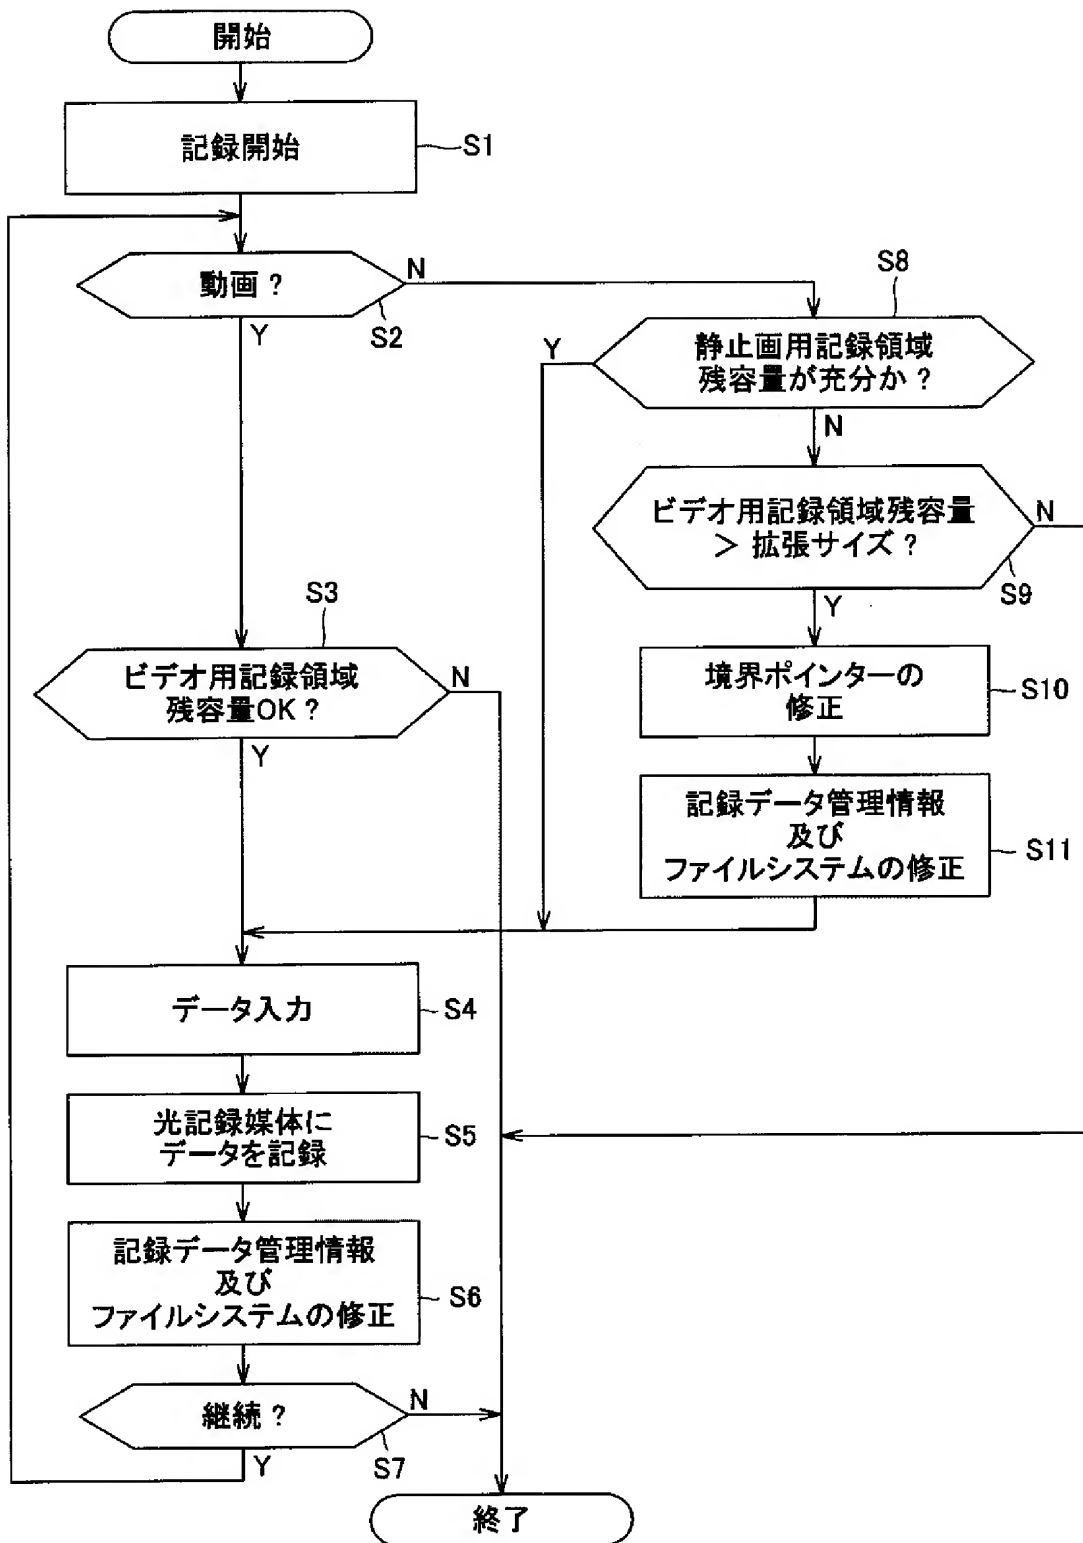 開始
記録開始
S1
動画？
N
S2
Y
S8
静止画用記録領域
残容量が充分か？
Y
N
ビデオ用記録領域残容量
＞ 拡張サイズ？
N
S9
Y
境界ポインターの
修正
S10
記録データ管理情報
及び
ファイルシステムの修正
S11
S3
ビデオ用記録領域
残容量OK？
N
Y
データ入力
S4
光記録媒体に
データを記録
S5
記録データ管理情報
及び
ファイルシステムの修正
S6
継続？
N
S7
Y
終了